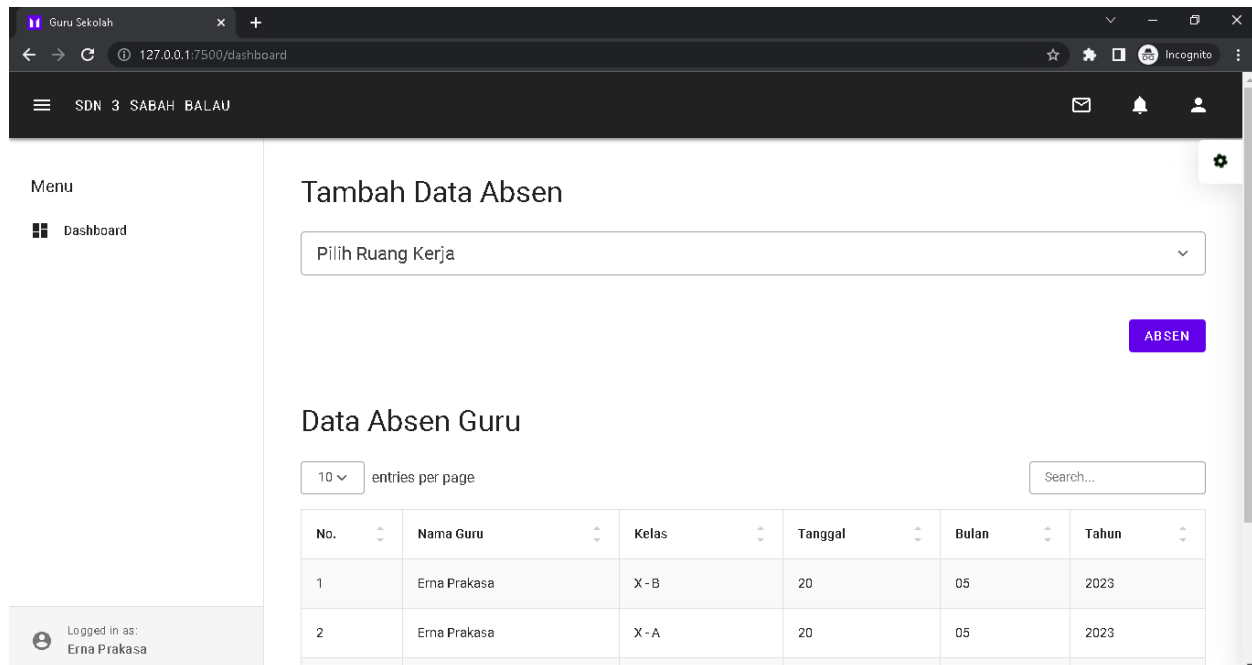 Guru Sekolah
127.0.0.1:7500/dashboard
Incognito
SDN 3 SABAH BALAU
Menu
Dashboard
Tambah Data Absen
Pilih Ruang Kerja
ABSEN
Data Absen Guru
10 entries per page
Search...
No. Nama Guru Kelas Tanggal Bulan Tahun
1 Erna Prakasa X - B 20 05 2023
2 Erna Prakasa X - A 20 05 2023
Logged in as:
Erna Prakasa